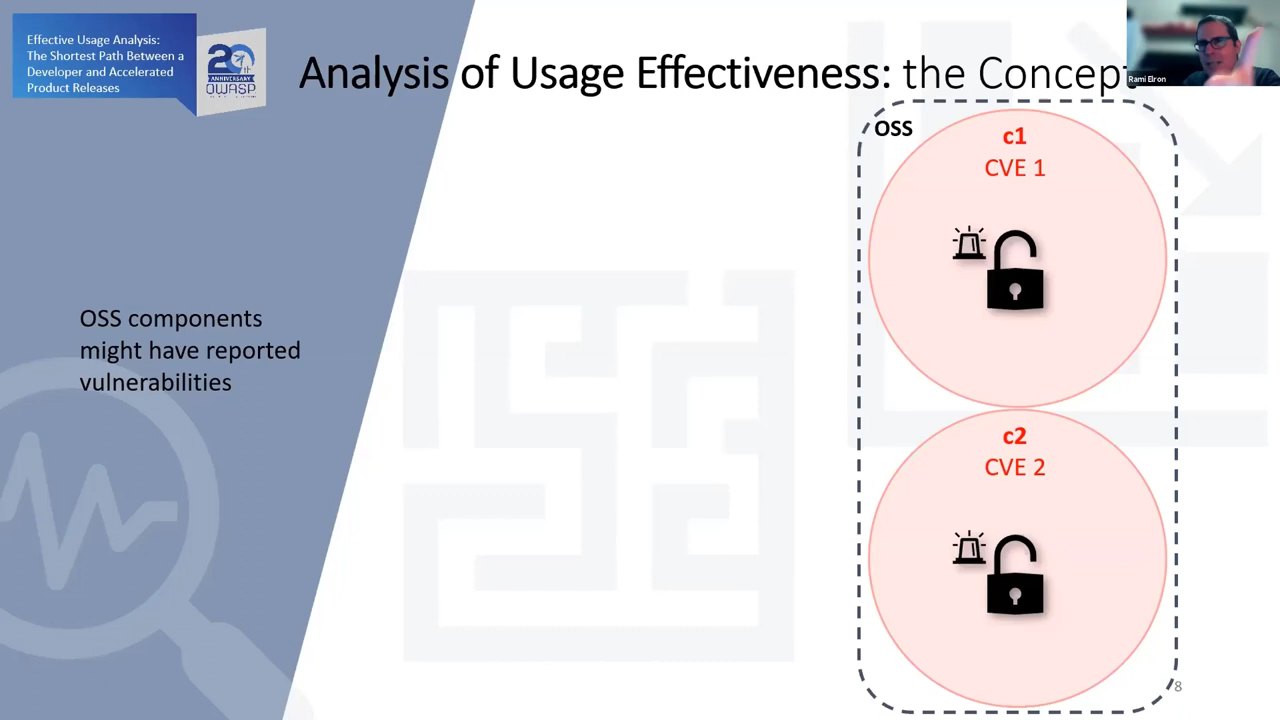 Effective Usage Analysis:
The Shortest Path Between a
Developer and Accelerated
Product Releases
20
ANNIVERSARY
OWASP
Analysis of Usage Effectiveness: the Concept
Rami Elron
OSS
c1
CVE 1
OSS components
might have reported
vulnerabilities
c2
CVE 2
8